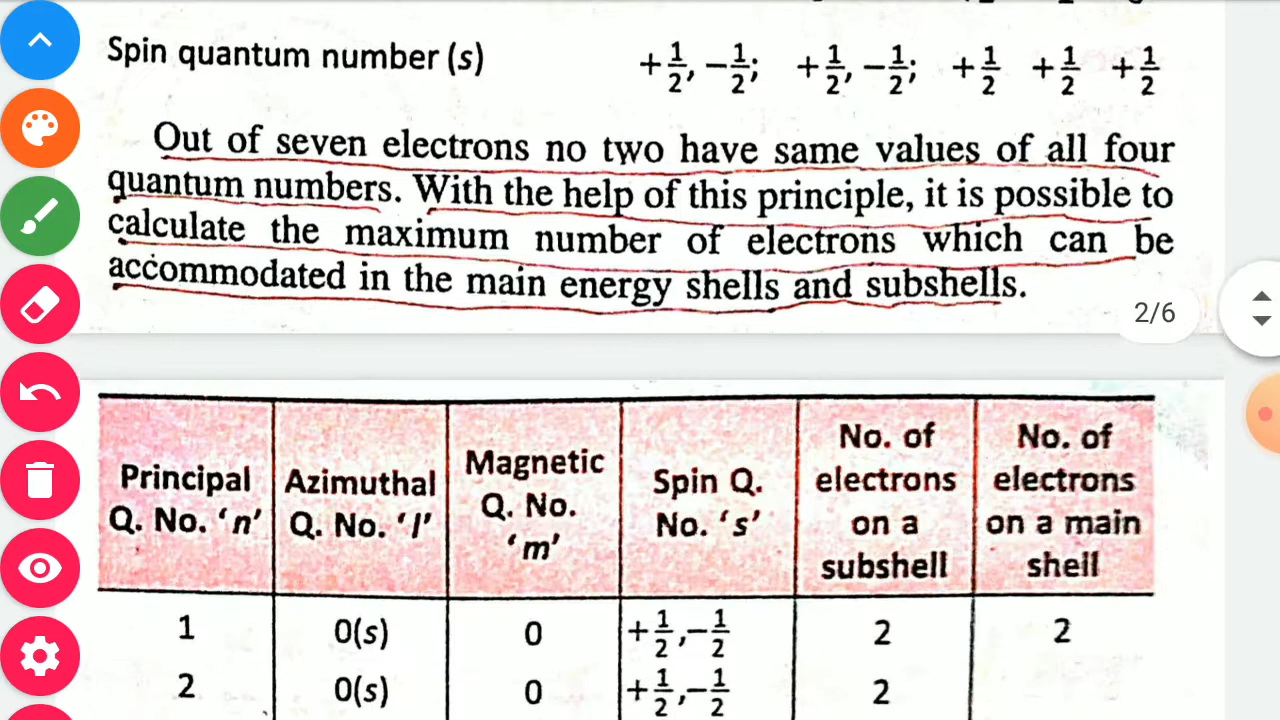 Spin quantum number (s) +1/2, −1/2; +1/2, −1/2; +1/2 +1/2 +1/2
Out of seven electrons no two have same values of all four
quantum numbers. With the help of this principle, it is possible to
calculate the maximum number of electrons which can be
accommodated in the main energy shells and subshells.
2/6
Principal Q. No. ‘n’ Azimuthal Q. No. ‘l’ Magnetic Q. No. ‘m’ Spin Q. No. ‘s’ No. of electrons on a subshell No. of electrons on a main shell
1 0(s) 0 +1/2,−1/2 2 2
2 0(s) 0 +1/2,−1/2 2